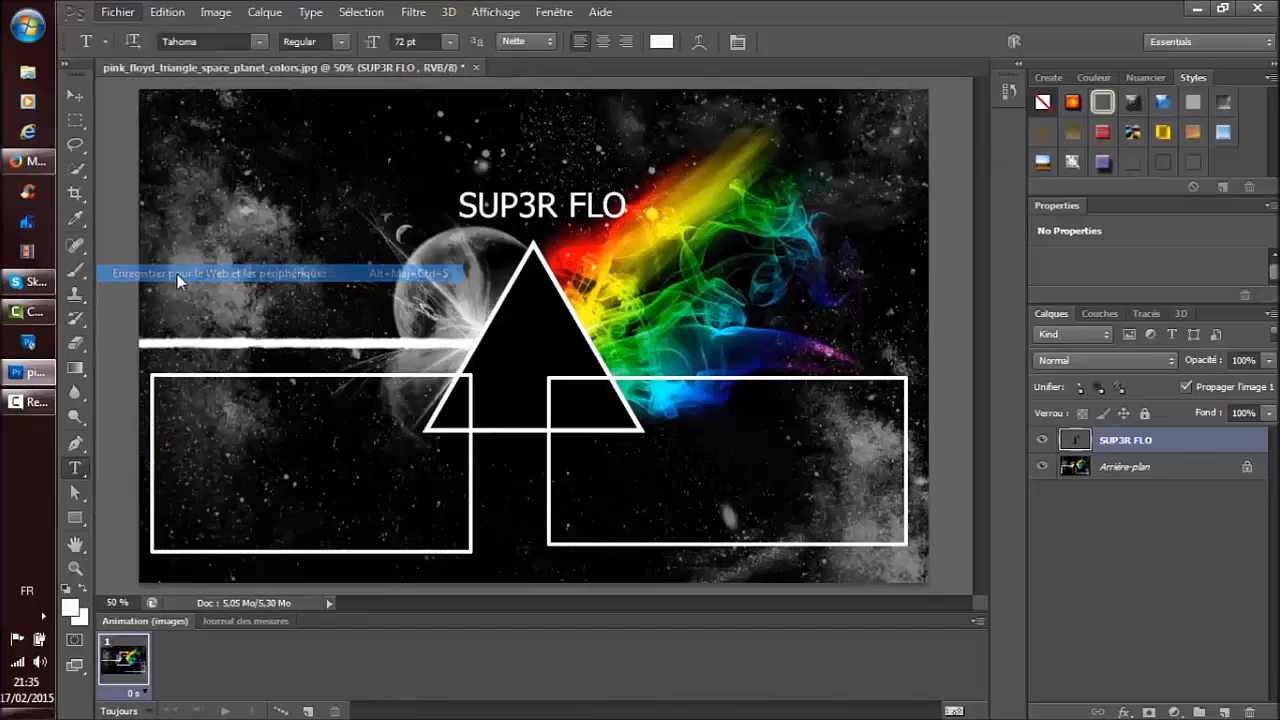 Fichier Edition Image Calque Type Sélection Filtre 3D Affichage Fenêtre Aide
T Tahoma Regular 72 pt Nette Essentials
pink_floyd_triangle_space_planet_colors.jpg @ 50% (SUP3R FLO , RVB/8) *
Create Couleur Nuancier Styles
M...
SUP3R FLO
Properties
No Properties
Enregistrer pour le Web et les périphériques... Alt+Maj+Ctrl+S
Sk...
C...
Calques Couches Tracés 3D
Kind
Normal Opacité : 100%
pi...
Unifier: Propager l'image 1
Re...
Verrou : Fond : 100%
SUP3R FLO
Arrière-plan
FR
50 % Doc : 5,05 Mo/5,30 Mo
Animation (images) Journal des mesures
1
21:35
17/02/2015
0 s
Toujours